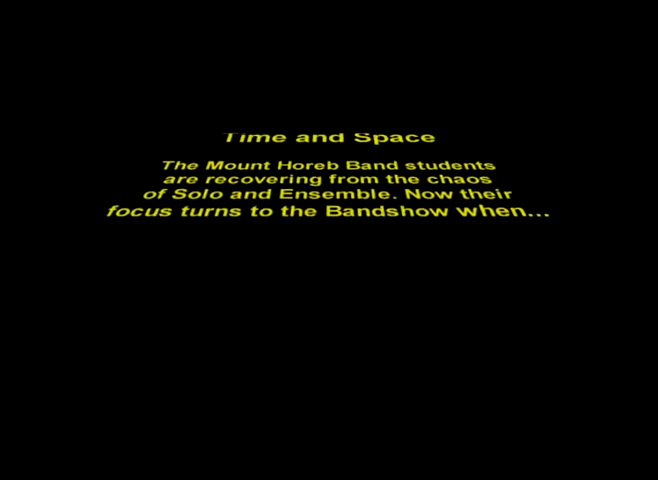 Time and Space
The Mount Horeb Band students
are recovering from the chaos
of Solo and Ensemble. Now their
focus turns to the Bandshow when...